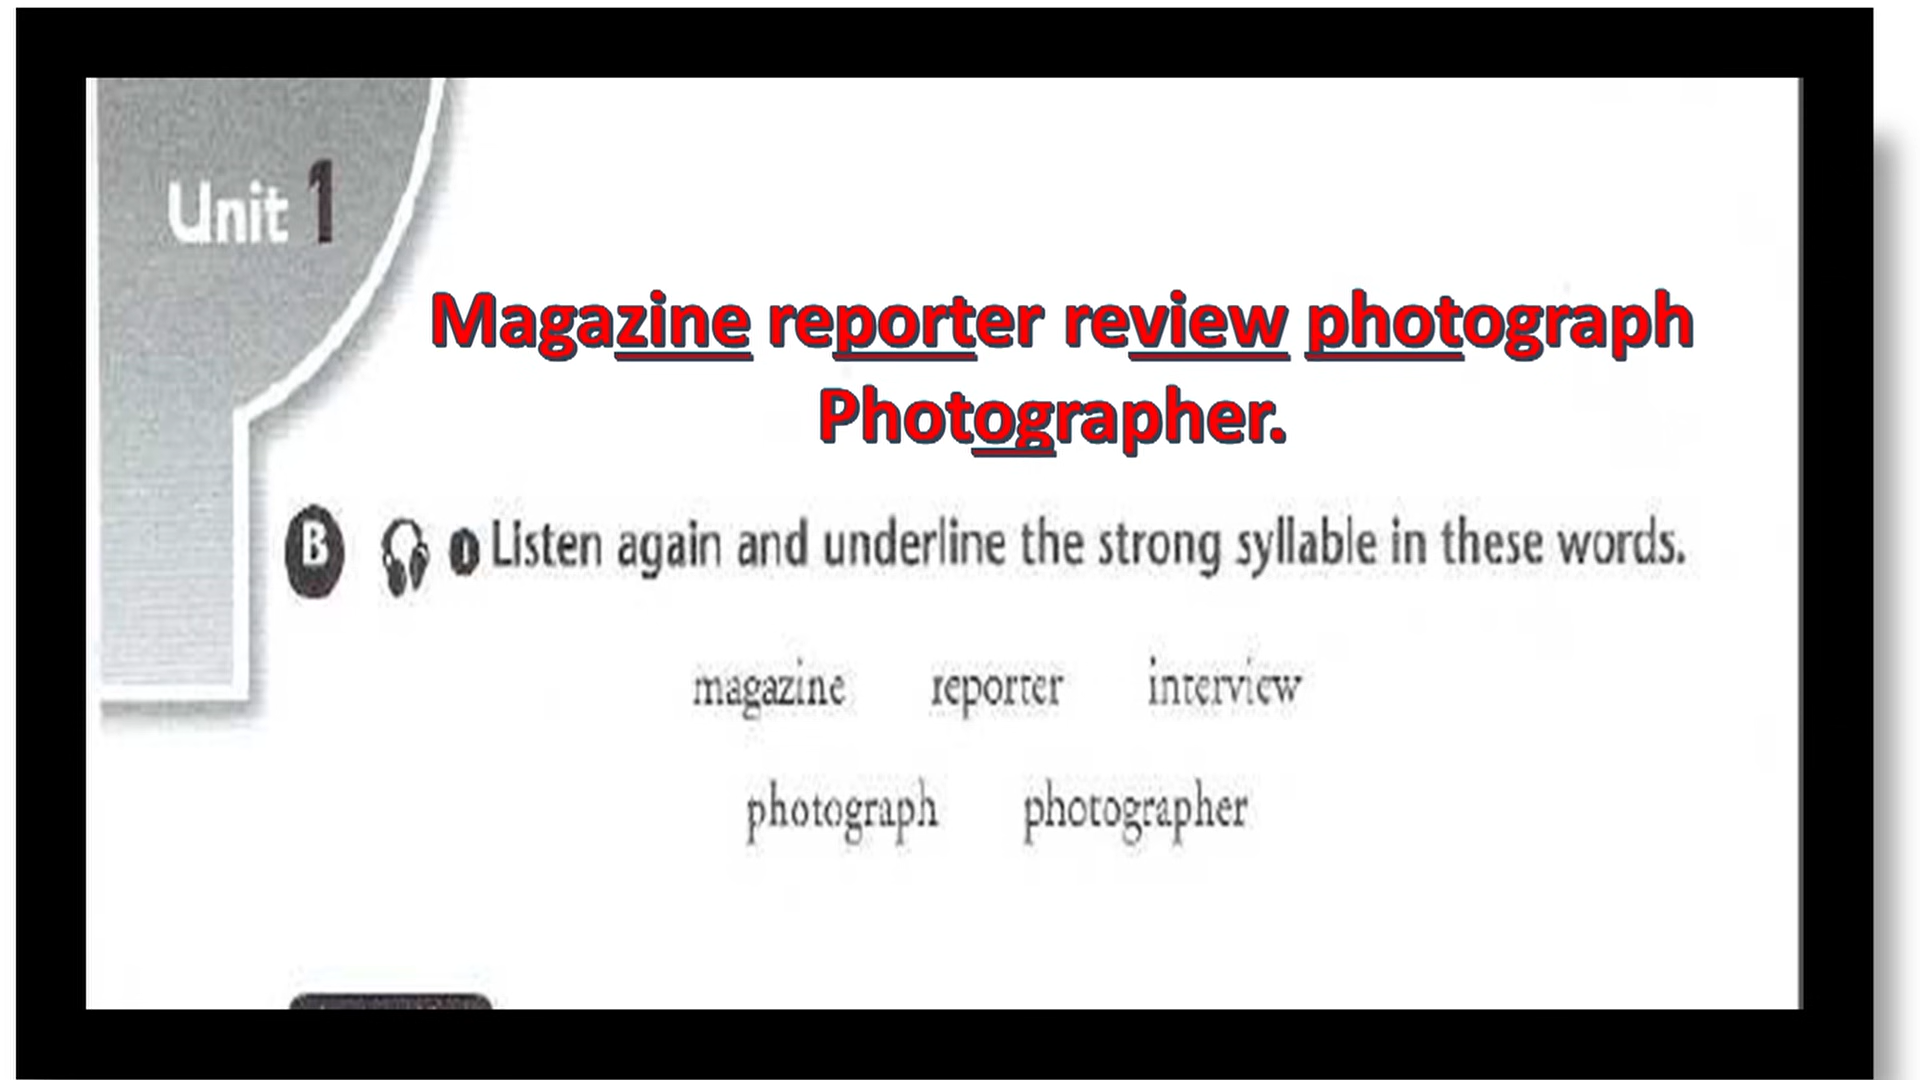 Unit 1
Magazine reporter review photograph
Photographer.
B 1 Listen again and underline the strong syllable in these words.
magazine reporter interview
photograph photographer